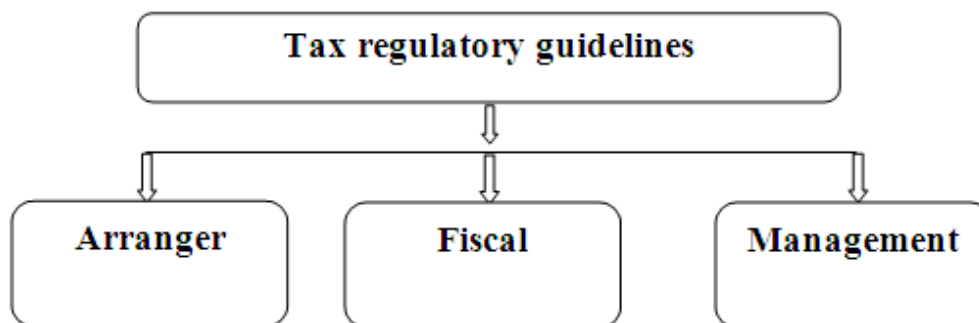 Tax regulatory guidelines
Arranger
Fiscal
Management